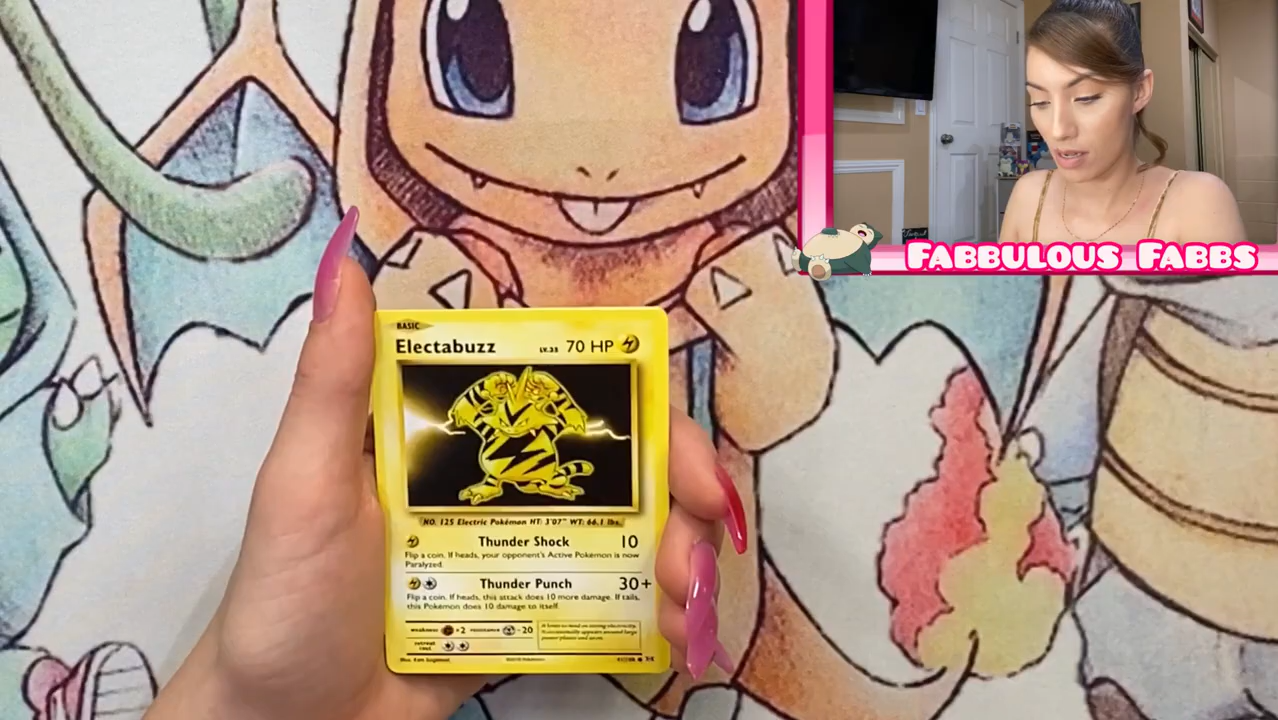 FABBULOUS FABBS
BASIC
Electabuzz LV.35 70 HP
NO. 125 Electric Pokémon HT: 3'07" WT: 66.1 lbs.
Thunder Shock 10
Flip a coin. If heads, your opponent's Active Pokémon is now
Paralyzed.
Thunder Punch 30+
Flip a coin. If heads, this attack does 10 more damage. If tails,
this Pokémon does 10 damage to itself.
weakness ×2 resistance -20
retreat
cost